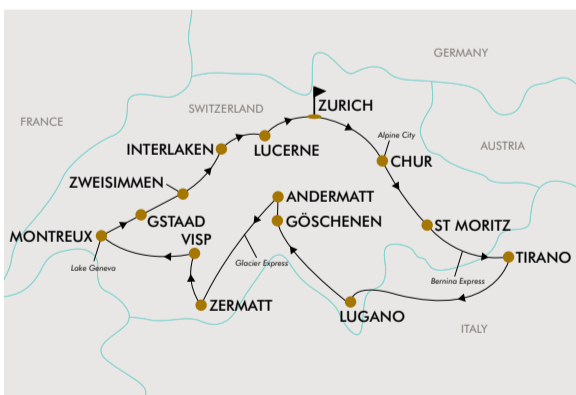 GERMANY
SWITZERLAND
ZURICH
FRANCE
Alpine City
INTERLAKEN
LUCERNE
AUSTRIA
CHUR
ZWEISIMMEN
ANDERMATT
GSTAAD
GÖSCHENEN
ST MORITZ
MONTREUX
VISP
TIRANO
Lake Geneva
Glacier Express
Bernina Express
ZERMATT
LUGANO
ITALY